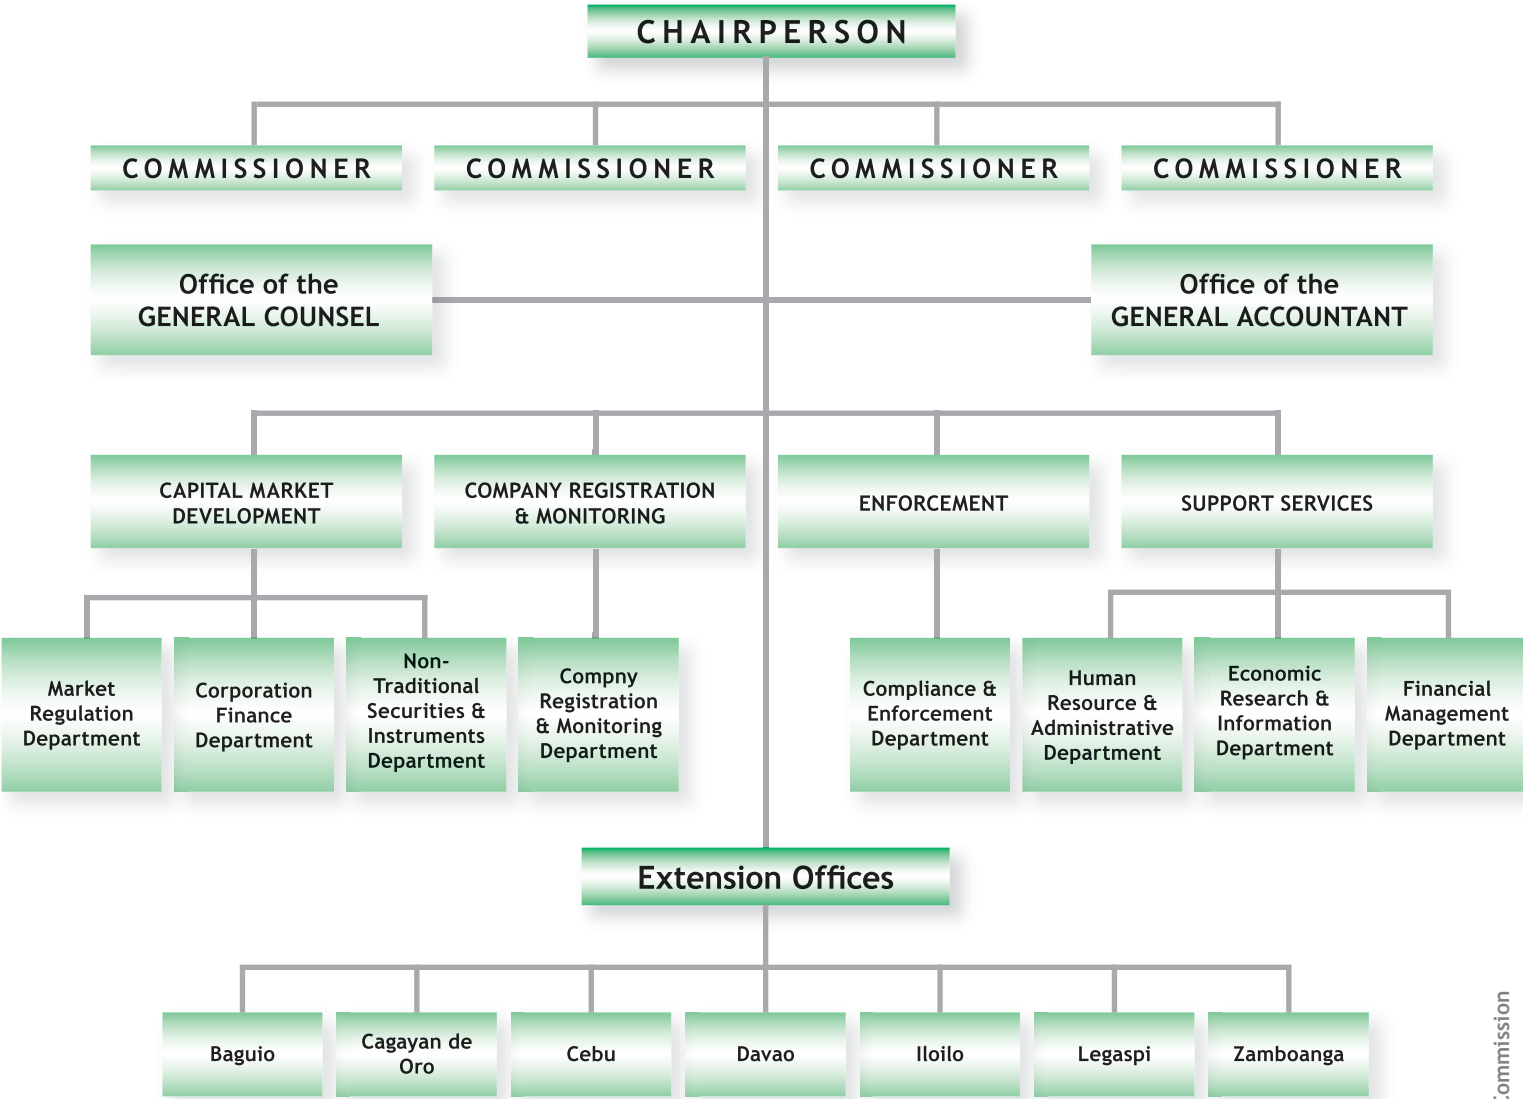 CHAIRPERSON
COMMISSIONER
COMMISSIONER
COMMISSIONER
COMMISSIONER
Office of the
GENERAL COUNSEL
Office of the
GENERAL ACCOUNTANT
CAPITAL MARKET
DEVELOPMENT
COMPANY REGISTRATION
& MONITORING
ENFORCEMENT
SUPPORT SERVICES
Market
Regulation
Department
Corporation
Finance
Department
Non-
Traditional
Securities &
Instruments
Department
Compny
Registration
& Monitoring
Department
Compliance &
Enforcement
Department
Human
Resource &
Administrative
Department
Economic
Research &
Information
Department
Financial
Management
Department
Extension Offices
Baguio
Cagayan de
Oro
Cebu
Davao
Iloilo
Legaspi
Zamboanga
Commission